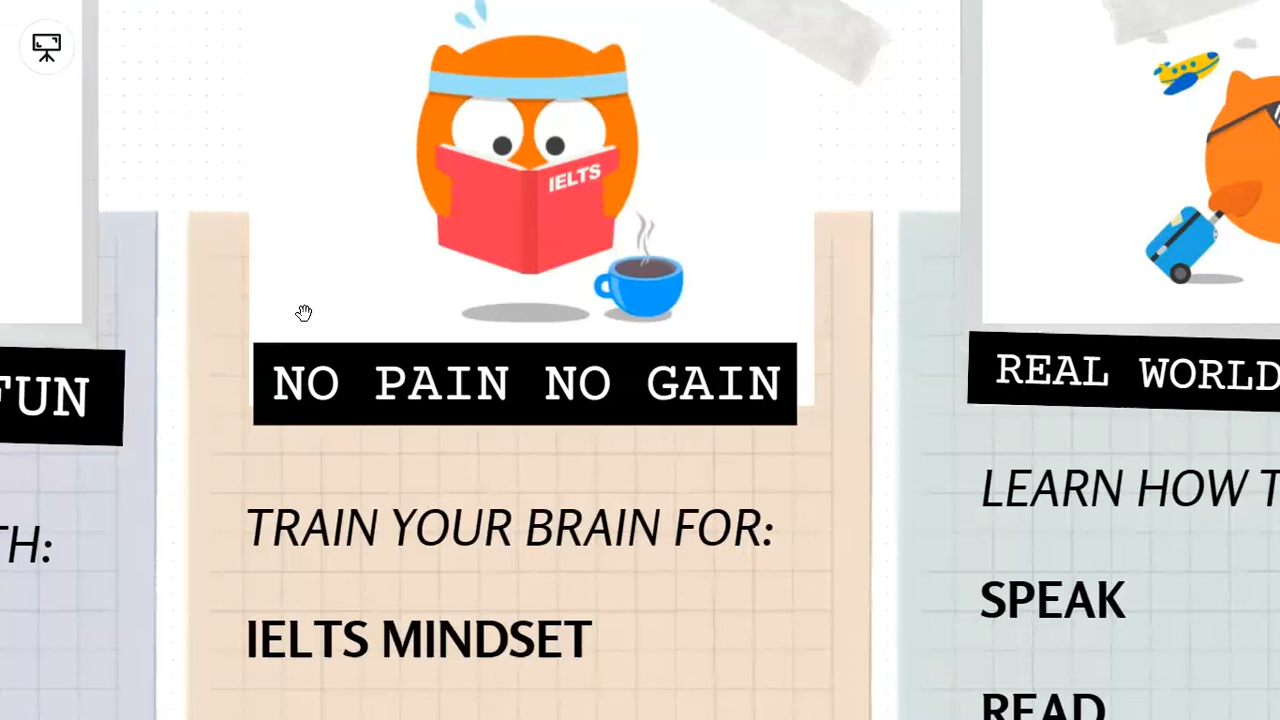 IELTS
FUN
TH:
NO PAIN NO GAIN
TRAIN YOUR BRAIN FOR:
IELTS MINDSET
REAL WORLD
LEARN HOW T
SPEAK
READ